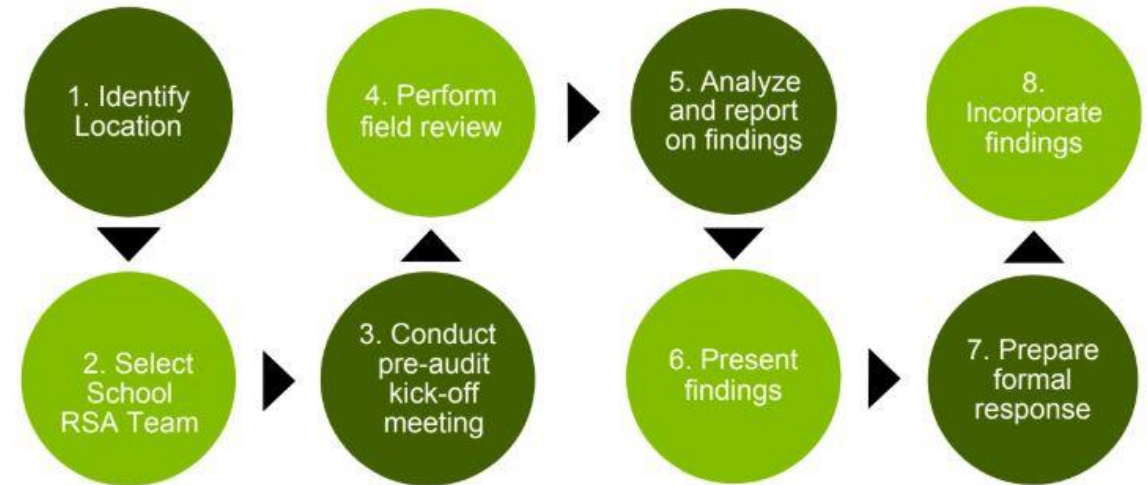 1. Identify
Location
2. Select
School
RSA Team
3. Conduct
pre-audit
kick-off
meeting
4. Perform
field review
5. Analyze
and report
on findings
6. Present
findings
7. Prepare
formal
response
8.
Incorporate
findings